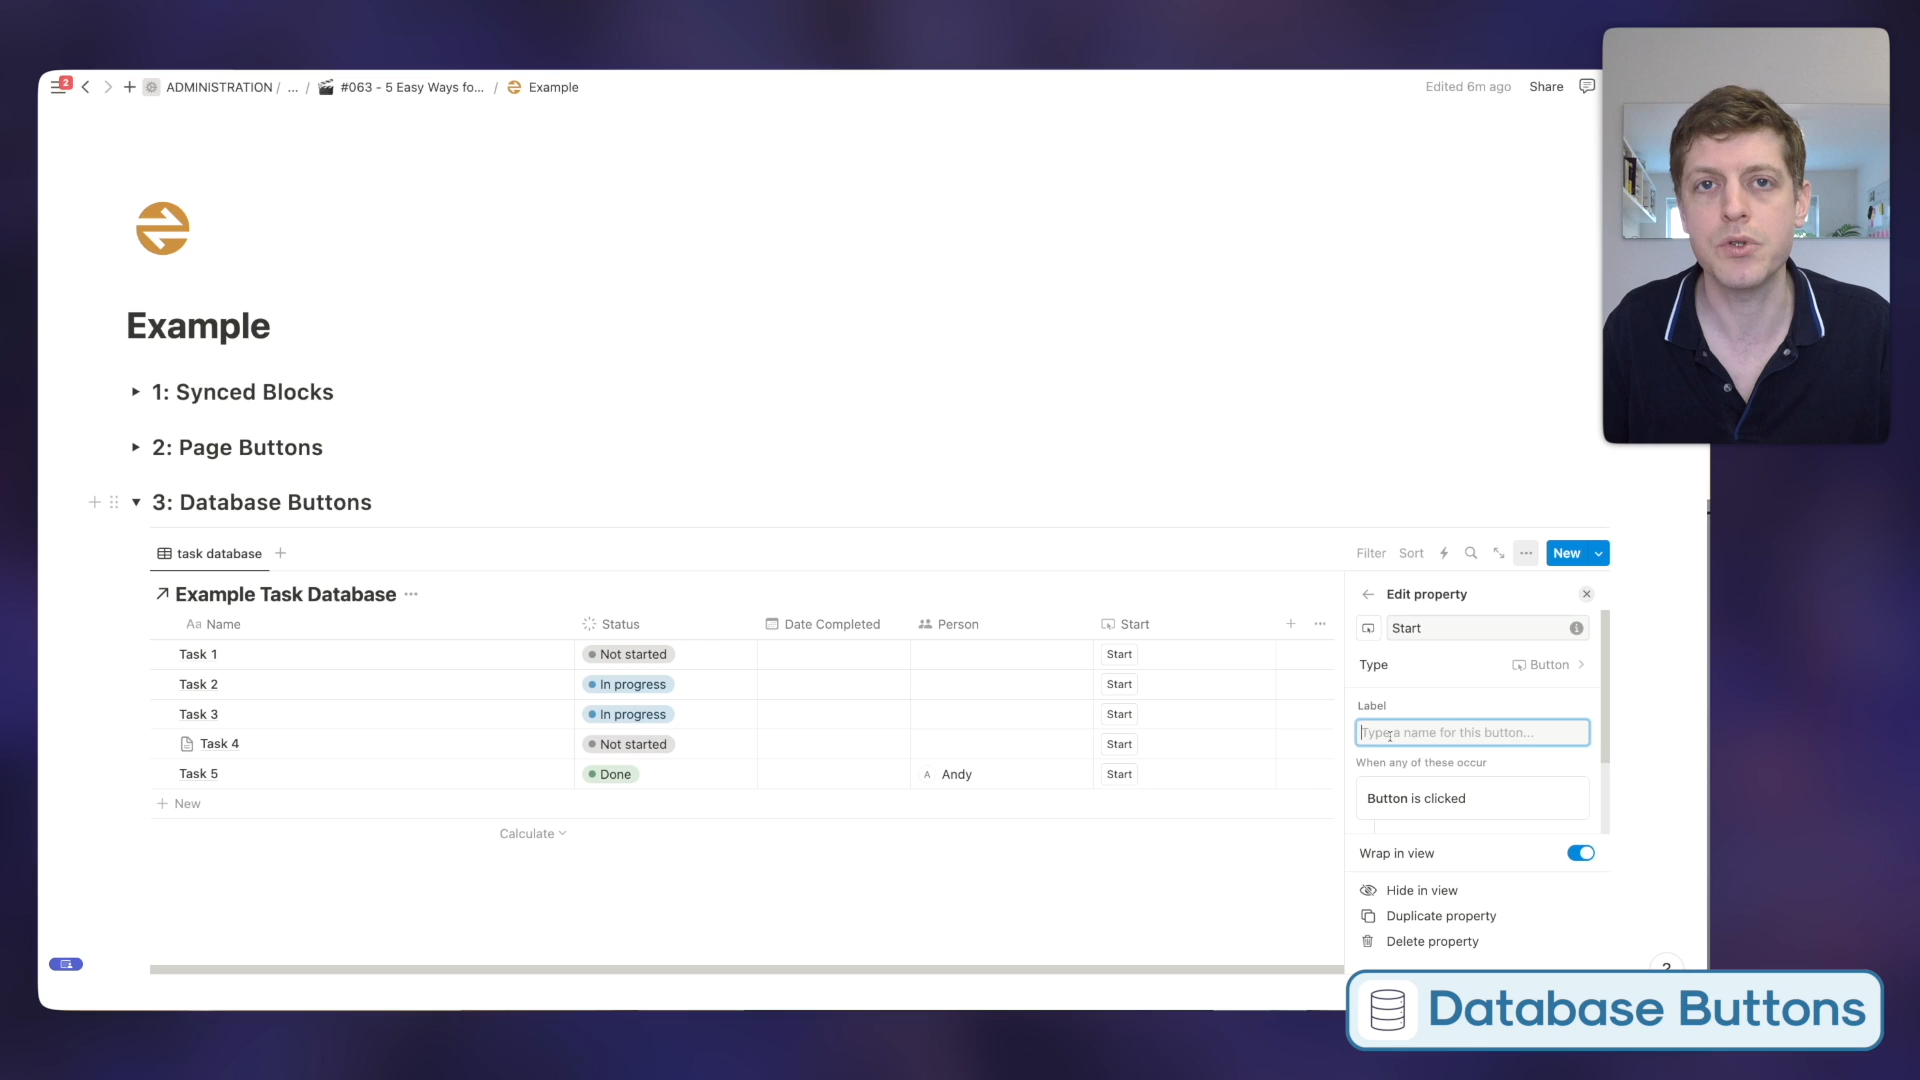 2
ADMINISTRATION / ... / #063 - 5 Easy Ways fo... / Example
Edited 6m ago Share
Example
1: Synced Blocks
2: Page Buttons
3: Database Buttons
task database
Filter Sort New
Example Task Database ...
Aa Name Status Date Completed Person Start
Task 1 Not started Start
Task 2 In progress Start
Task 3 In progress Start
Task 4 Not started Start
Task 5 Done A Andy Start
New
Calculate
Edit property
Start
Type Button
Label
Type a name for this button...
When any of these occur
Button is clicked
Wrap in view
Hide in view
Duplicate property
Delete property
?
Database Buttons